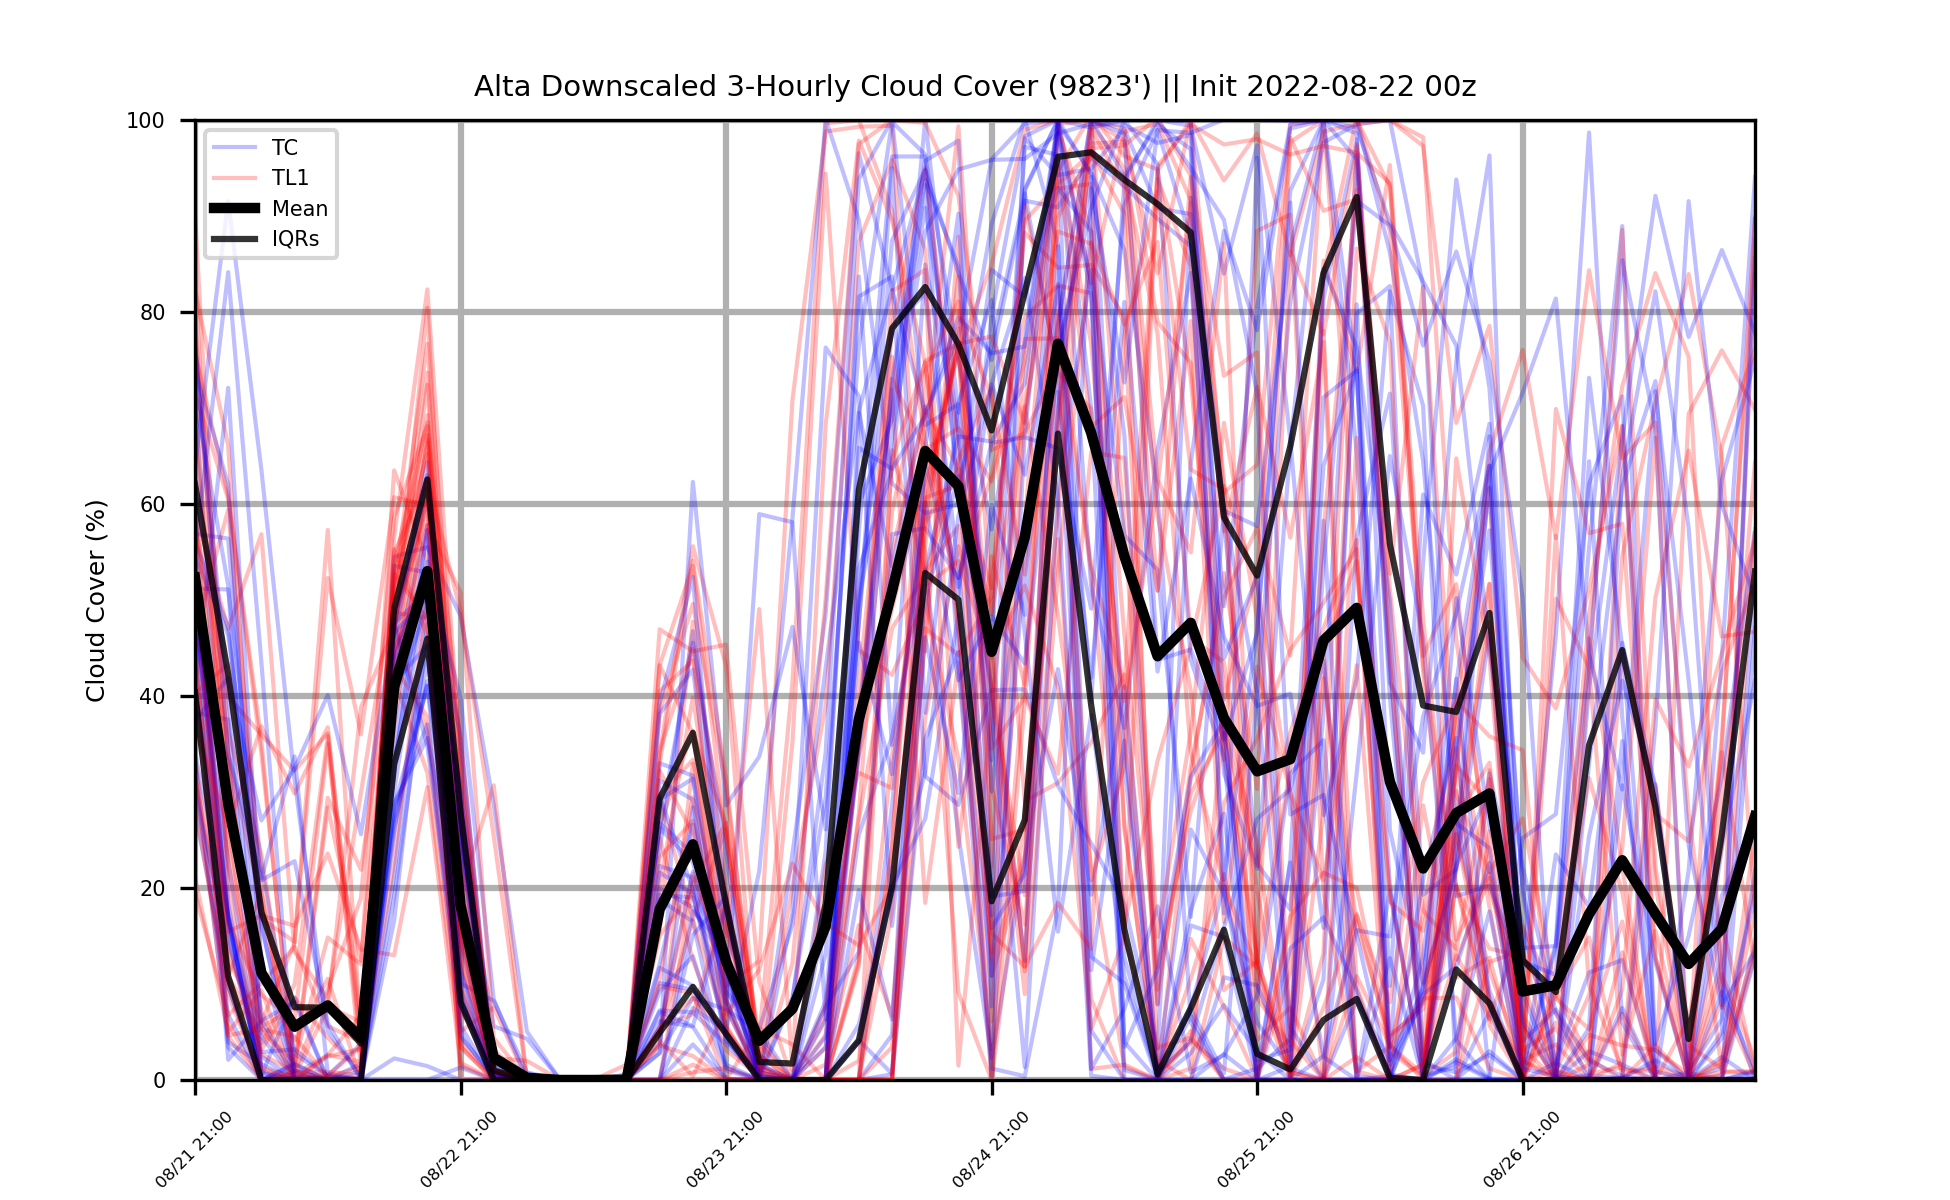 Alta Downscaled 3-Hourly Cloud Cover (9823') || Init 2022-08-22 00z
TC
TL1
Mean
IQRs
Cloud Cover (%)
100
80
60
40
20
0
08/21 21:00
08/22 21:00
08/23 21:00
08/24 21:00
08/25 21:00
08/26 21:00